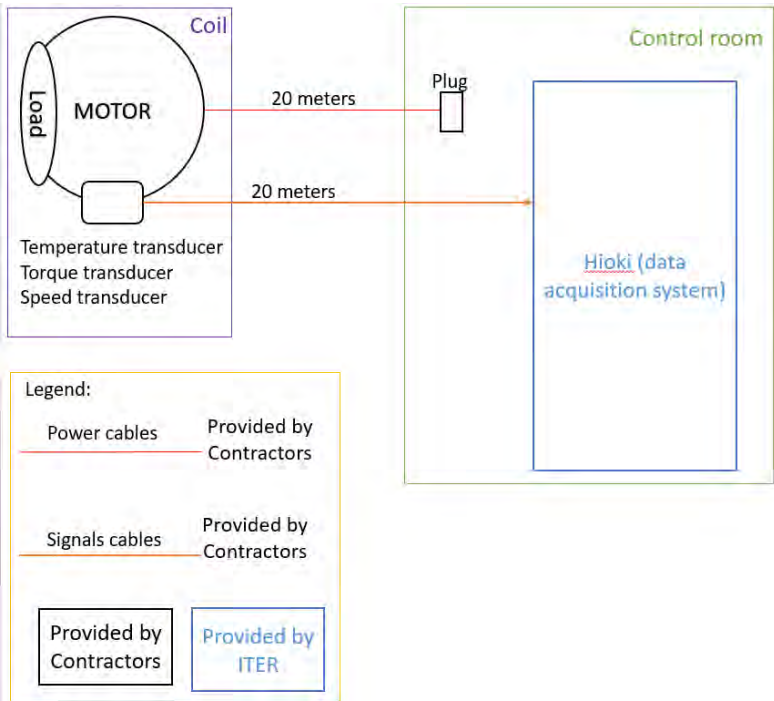 Coil
Control room
Load
MOTOR
20 meters
Plug
20 meters
Temperature transducer
Torque transducer
Speed transducer
Hioki (data
acquisition system)
Legend:
Power cables
Provided by
Contractors
Signals cables
Provided by
Contractors
Provided by
Contractors
Provided by
ITER